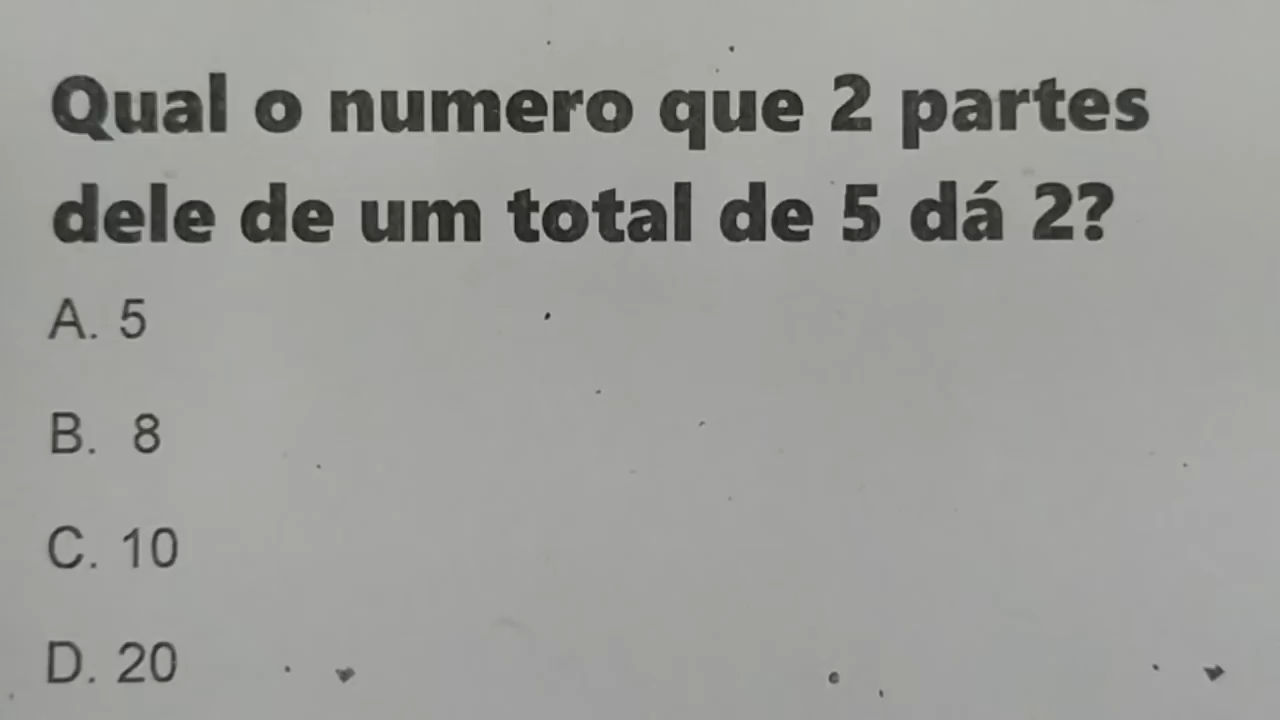 Qual o numero que 2 partes
dele de um total de 5 dá 2?
A. 5
B. 8
C. 10
D. 20